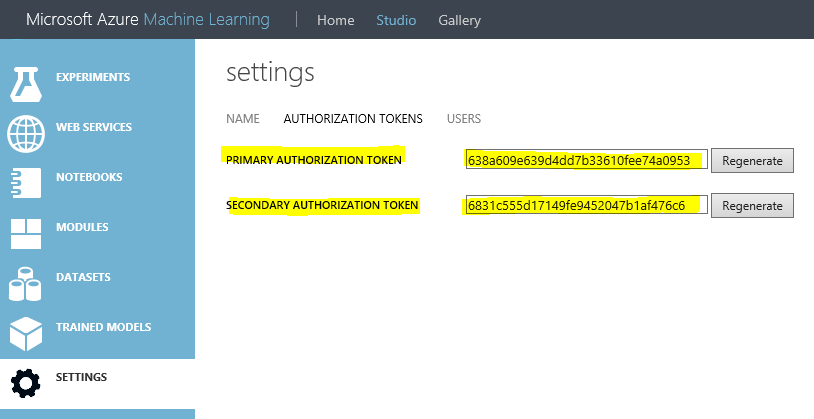 Microsoft Azure Machine Learning | Home Studio Gallery
EXPERIMENTS
WEB SERVICES
NOTEBOOKS
MODULES
DATASETS
TRAINED MODELS
SETTINGS
settings
NAME AUTHORIZATION TOKENS USERS
PRIMARY AUTHORIZATION TOKEN 638a609e639d4dd7b33610fee74a0953 Regenerate
SECONDARY AUTHORIZATION TOKEN 6831c555d17149fe9452047b1af476c6 Regenerate